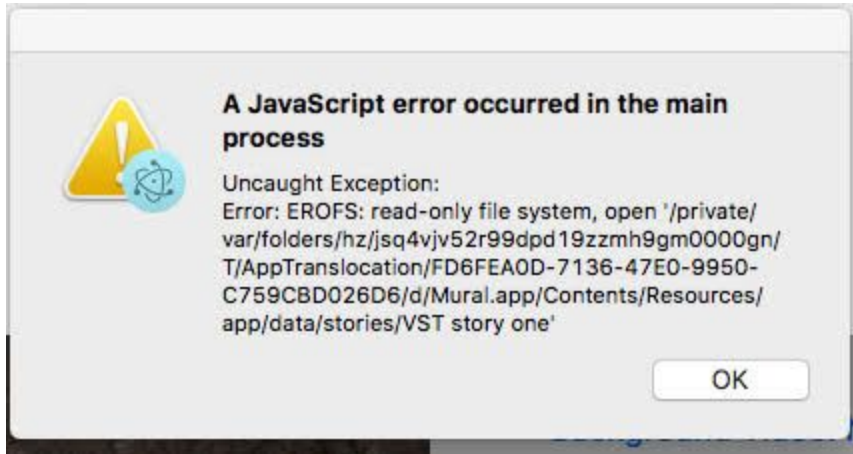 A JavaScript error occurred in the main
process
Uncaught Exception:
Error: EROFS: read-only file system, open '/private/
var/folders/hz/jsq4vjv52r99dpd19zzmh9gm0000gn/
T/AppTranslocation/FD6FEA0D-7136-47E0-9950-
C759CBD026D6/d/Mural.app/Contents/Resources/
app/data/stories/VST story one'
OK